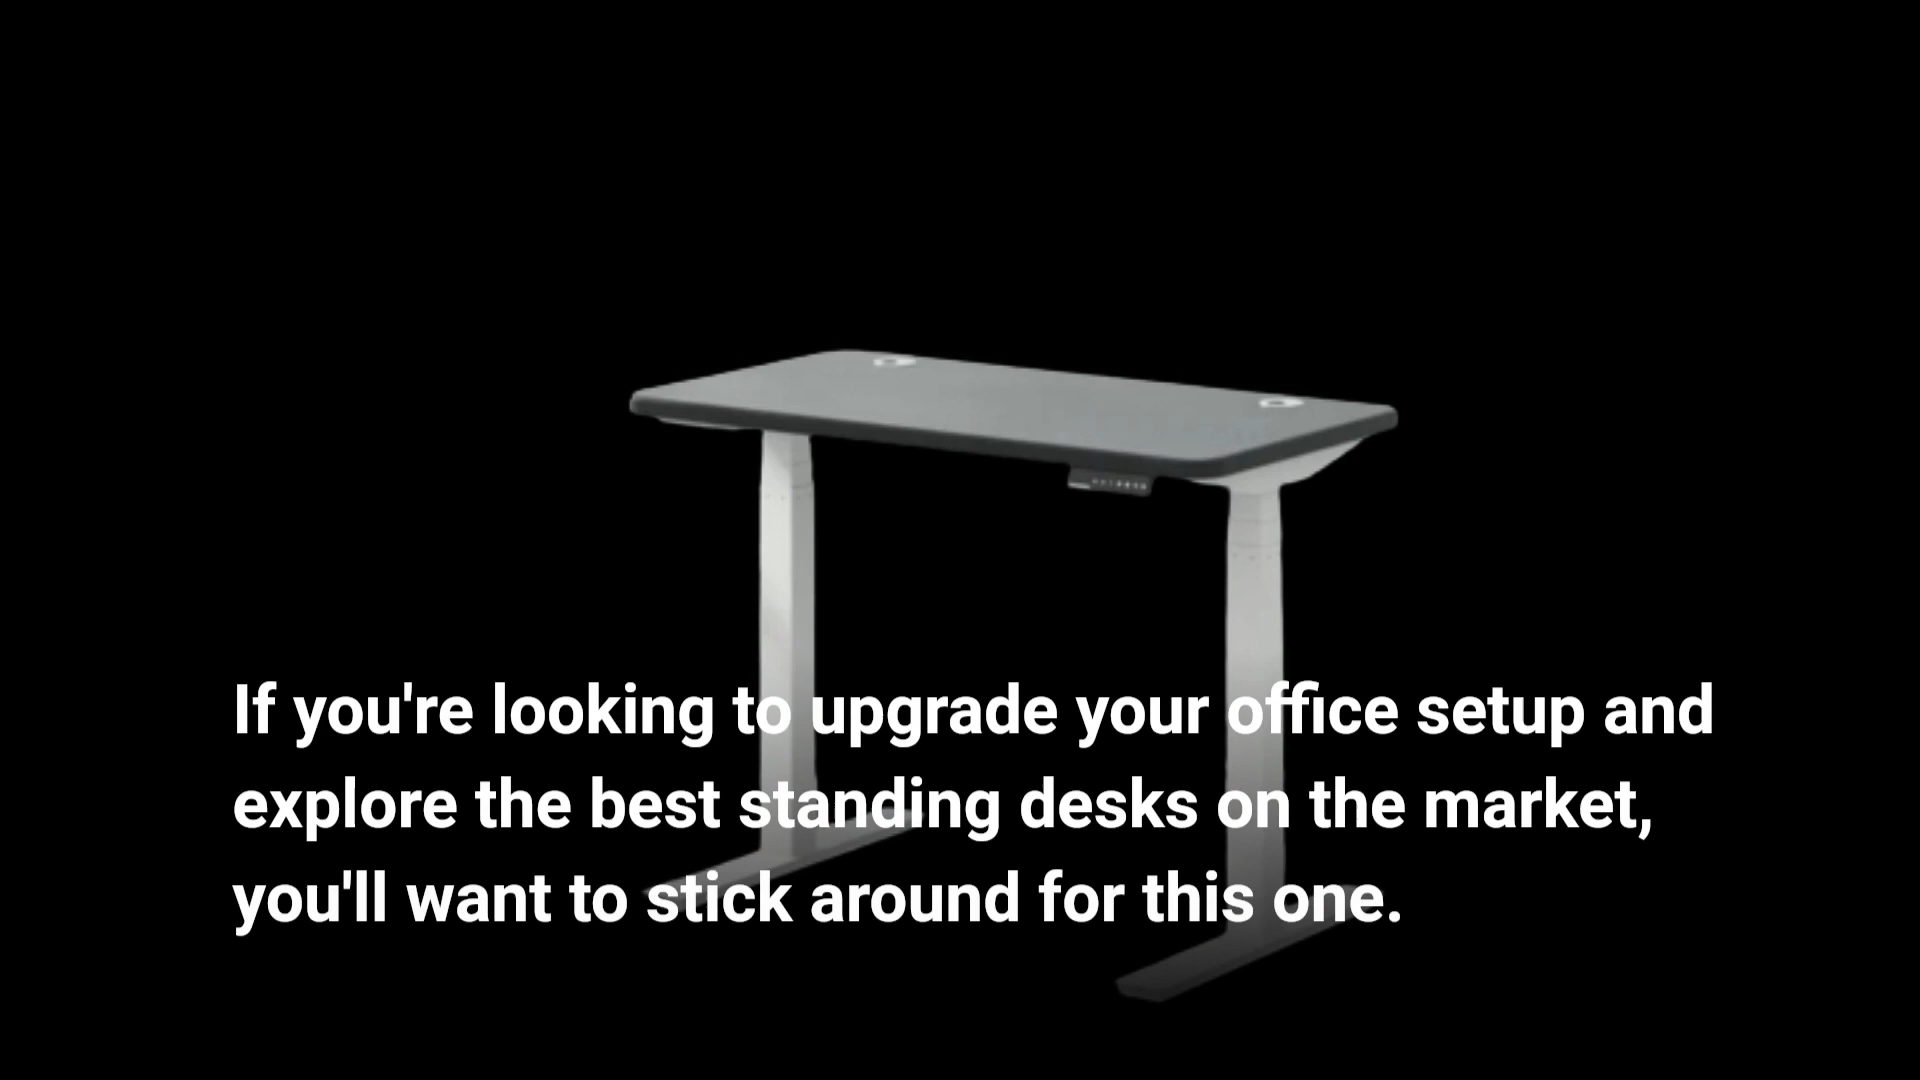 If you're looking to upgrade your office setup and
explore the best standing desks on the market,
you'll want to stick around for this one.